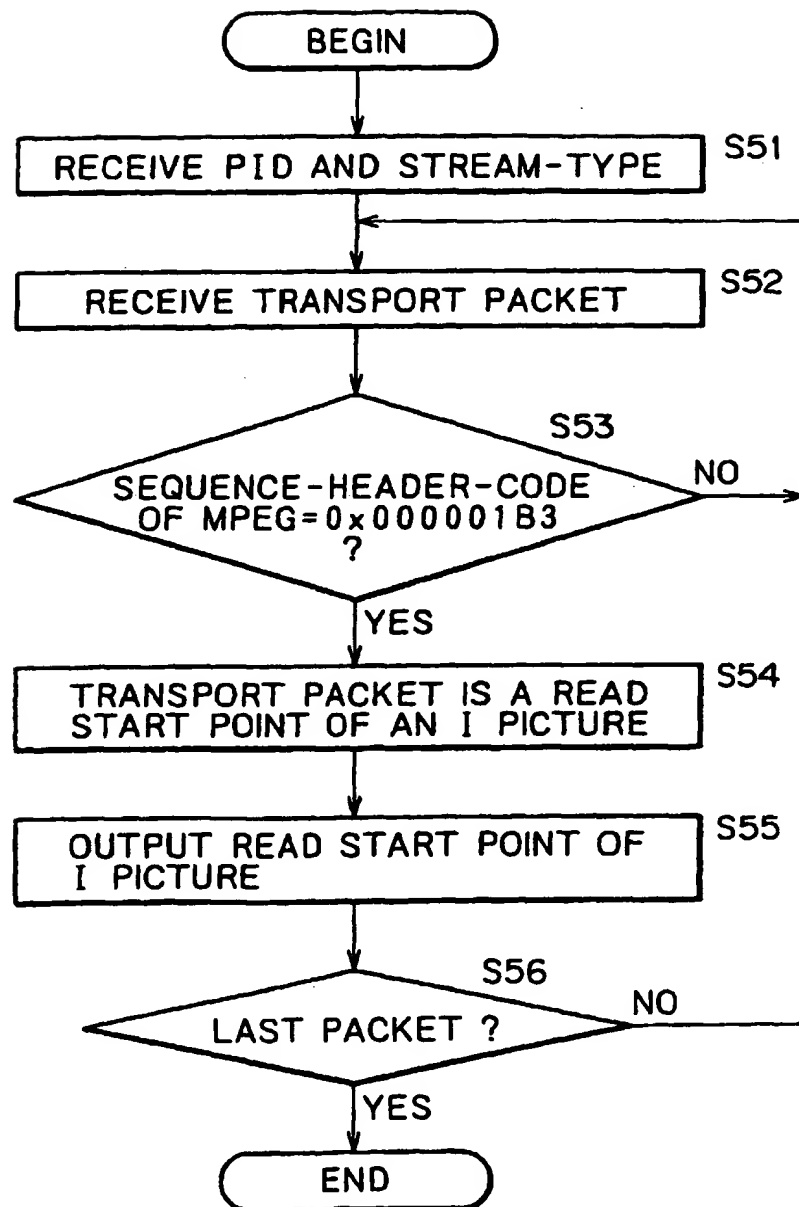 BEGIN
RECEIVE PID AND STREAM-TYPE
S51
RECEIVE TRANSPORT PACKET
S52
S53
SEQUENCE-HEADER-CODE
OF MPEG=0x000001B3
?
NO
YES
TRANSPORT PACKET IS A READ
START POINT OF AN I PICTURE
S54
OUTPUT READ START POINT OF
I PICTURE
S55
S56
LAST PACKET ?
NO
YES
END